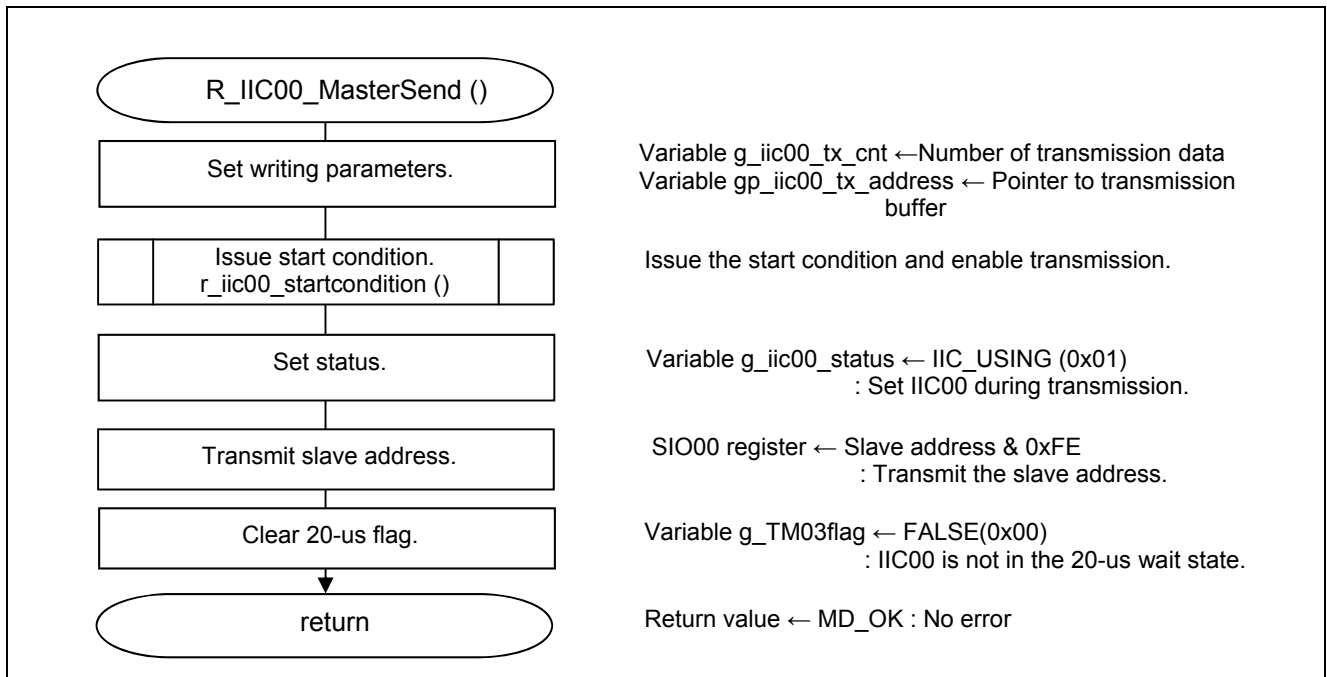 R_IIC00_MasterSend ()
Set writing parameters.
Variable g_iic00_tx_cnt ←Number of transmission data
Variable gp_iic00_tx_address ← Pointer to transmission
buffer
Issue start condition.
r_iic00_startcondition ()
Issue the start condition and enable transmission.
Set status.
Variable g_iic00_status ← IIC_USING (0x01)
: Set IIC00 during transmission.
Transmit slave address.
SIO00 register ← Slave address & 0xFE
: Transmit the slave address.
Clear 20-us flag.
Variable g_TM03flag ← FALSE(0x00)
: IIC00 is not in the 20-us wait state.
return
Return value ← MD_OK : No error